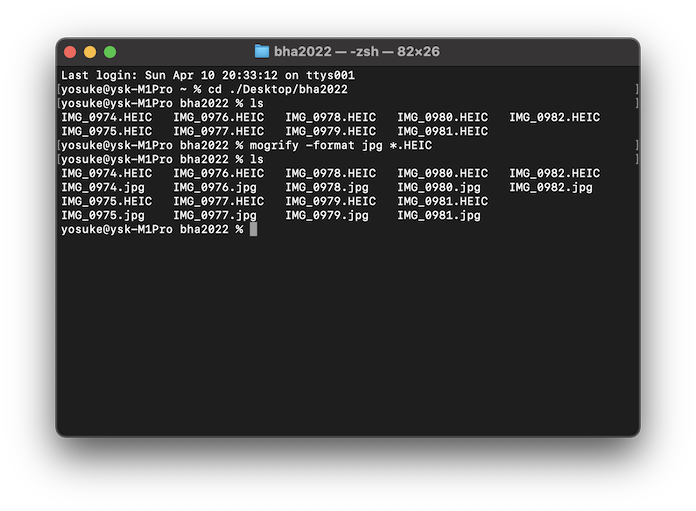 bha2022 — -zsh — 82×26
Last login: Sun Apr 10 20:33:12 on ttys001
[yosuke@ysk-M1Pro ~ % cd ./Desktop/bha2022 ]
[yosuke@ysk-M1Pro bha2022 % ls ]
IMG_0974.HEIC IMG_0976.HEIC IMG_0978.HEIC IMG_0980.HEIC IMG_0982.HEIC
IMG_0975.HEIC IMG_0977.HEIC IMG_0979.HEIC IMG_0981.HEIC
[yosuke@ysk-M1Pro bha2022 % mogrify -format jpg *.HEIC ]
[yosuke@ysk-M1Pro bha2022 % ls ]
IMG_0974.HEIC IMG_0976.HEIC IMG_0978.HEIC IMG_0980.HEIC IMG_0982.HEIC
IMG_0974.jpg IMG_0976.jpg IMG_0978.jpg IMG_0980.jpg IMG_0982.jpg
IMG_0975.HEIC IMG_0977.HEIC IMG_0979.HEIC IMG_0981.HEIC
IMG_0975.jpg IMG_0977.jpg IMG_0979.jpg IMG_0981.jpg
yosuke@ysk-M1Pro bha2022 %